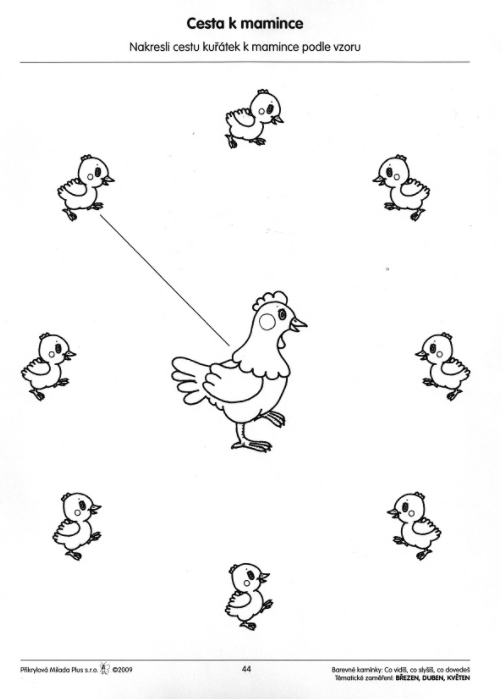 Cesta k mamince
Nakresli cestu kuřátek k mamince podle vzoru
Přikrylová Milada Plus s.r.o. ©2009
44
Barevné kamínky: Co vidíš, co slyšíš, co dovedeš
Tématické zaměření: BŘEZEN, DUBEN, KVĚTEN